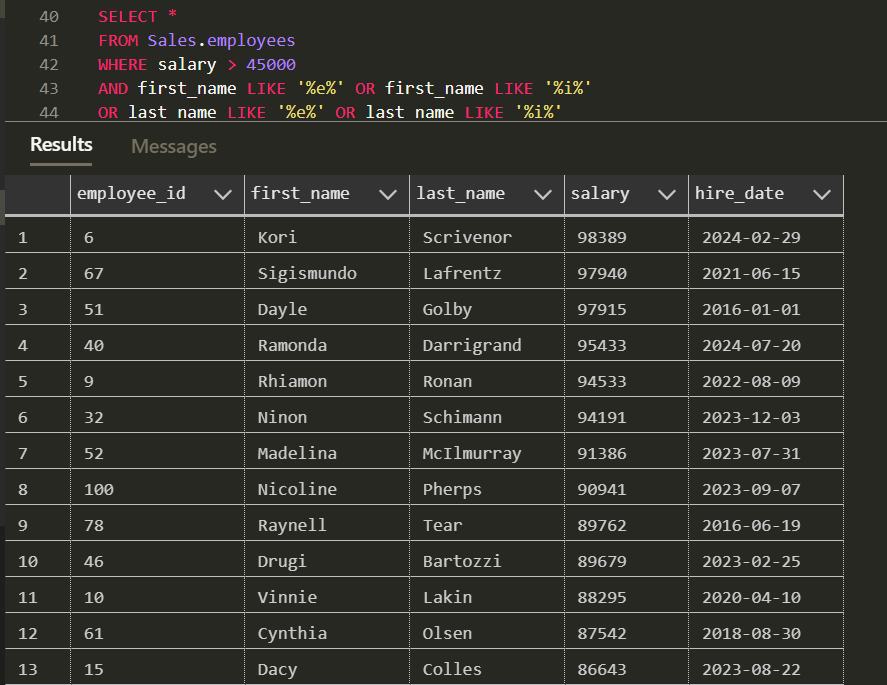 40 SELECT *
41 FROM Sales.employees
42 WHERE salary > 45000
43 AND first_name LIKE '%e%' OR first_name LIKE '%i%'
44 OR last_name LIKE '%e%' OR last_name LIKE '%i%'
Results Messages
employee_id first_name last_name salary hire_date
1 6 Kori Scrivenor 98389 2024-02-29
2 67 Sigismundo Lafrentz 97940 2021-06-15
3 51 Dayle Golby 97915 2016-01-01
4 40 Ramonda Darrigrand 95433 2024-07-20
5 9 Rhiamon Ronan 94533 2022-08-09
6 32 Ninon Schimann 94191 2023-12-03
7 52 Madelina McIlmurray 91386 2023-07-31
8 100 Nicoline Pherps 90941 2023-09-07
9 78 Raynell Tear 89762 2016-06-19
10 46 Drugi Bartozzi 89679 2023-02-25
11 10 Vinnie Lakin 88295 2020-04-10
12 61 Cynthia Olsen 87542 2018-08-30
13 15 Dacy Colles 86643 2023-08-22